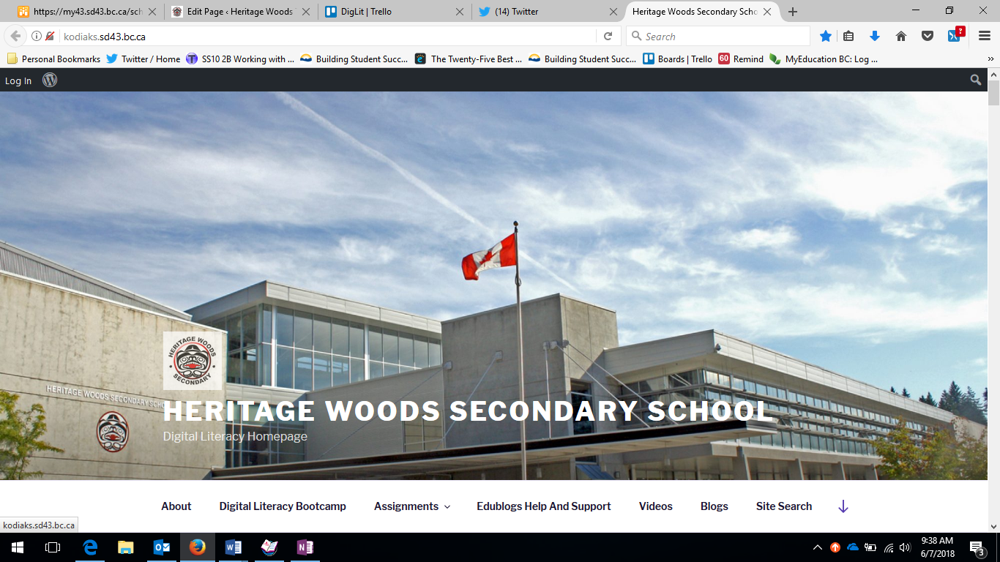 https://my43.sd43.bc.ca/sch
Edit Page ‹ Heritage Woods
DigLit | Trello
(14) Twitter
Heritage Woods Secondary Scho
kodiaks.sd43.bc.ca
Search
?
Personal Bookmarks
Twitter / Home
SS10 2B Working with ...
Building Student Succ...
The Twenty-Five Best ...
Building Student Succ...
Boards | Trello
60 Remind
MyEducation BC: Log ...
Log In
HERITAGE WOODS
SECONDARY
HERITAGE WOODS SECONDARY SCHO
HERITAGE WOODS SECONDARY SCHOOL
Digital Literacy Homepage
About
Digital Literacy Bootcamp
Assignments
Edublogs Help And Support
Videos
Blogs
Site Search
kodiaks.sd43.bc.ca
9:38 AM
6/7/2018
3